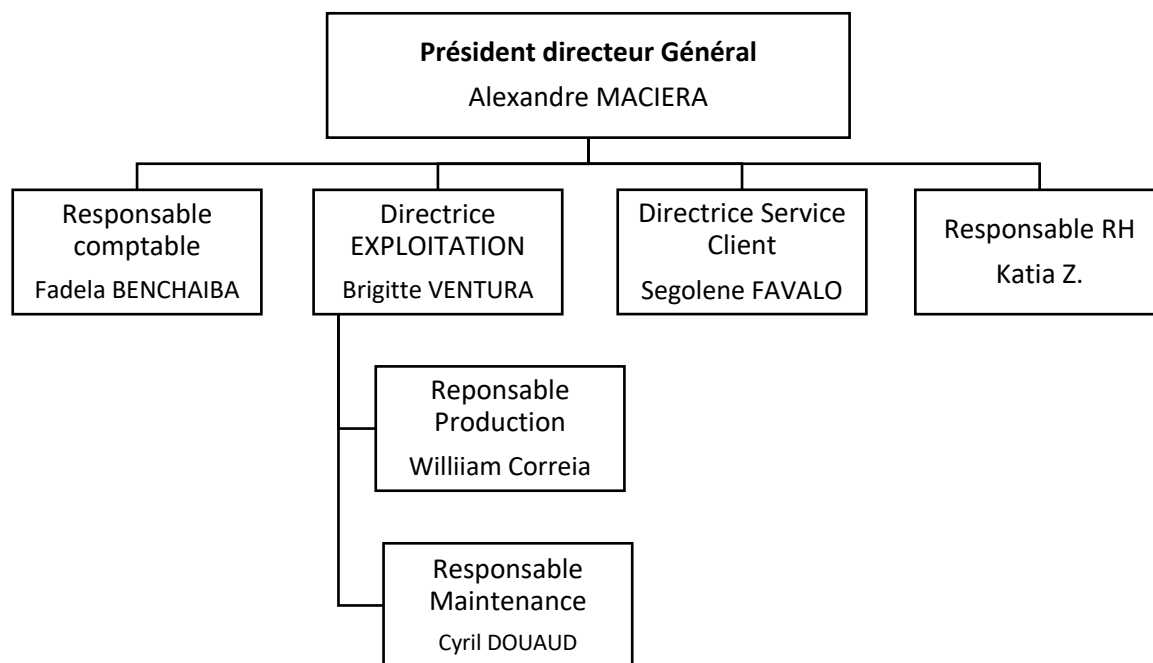 Président directeur Général
Alexandre MACIERA
Responsable
comptable
Fadela BENCHAIBA
Directrice
EXPLOITATION
Brigitte VENTURA
Directrice Service
Client
Segolene FAVALO
Responsable RH
Katia Z.
Reponsable
Production
Williiam Correia
Responsable
Maintenance
Cyril DOUAUD